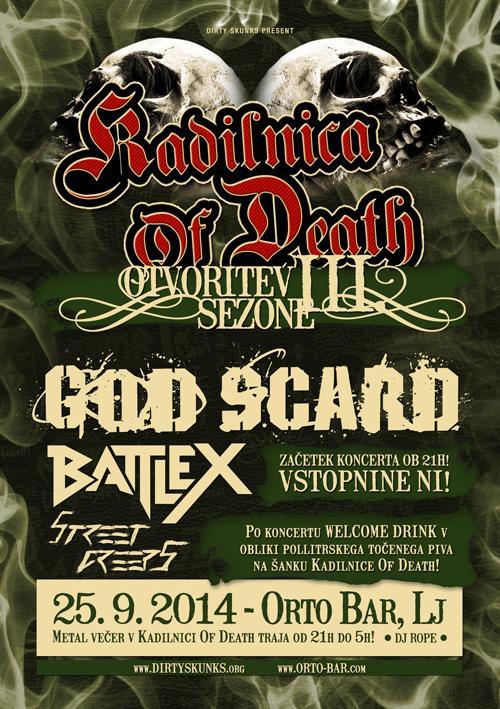 DIRTY SKUNKS PRESENT
Kadilnica
Of Death
OTVORITEV III.
SEZONE
GOD SCARD
BATTLEX
ZAČETEK KONCERTA OB 21H!
VSTOPNINE NI!
STREET
CREEPS
PO KONCERTU WELCOME DRINK V
OBLIKI POLLITRSKEGA TOČENEGA PIVA
NA ŠANKU KADILNICE OF DEATH!
25. 9. 2014 - ORTO BAR, LJ
METAL VEČER V KADILNICI OF DEATH TRAJA OD 21H DO 5H! • DJ ROPE •
WWW.DIRTYSKUNKS.ORG WWW.ORTO-BAR.COM